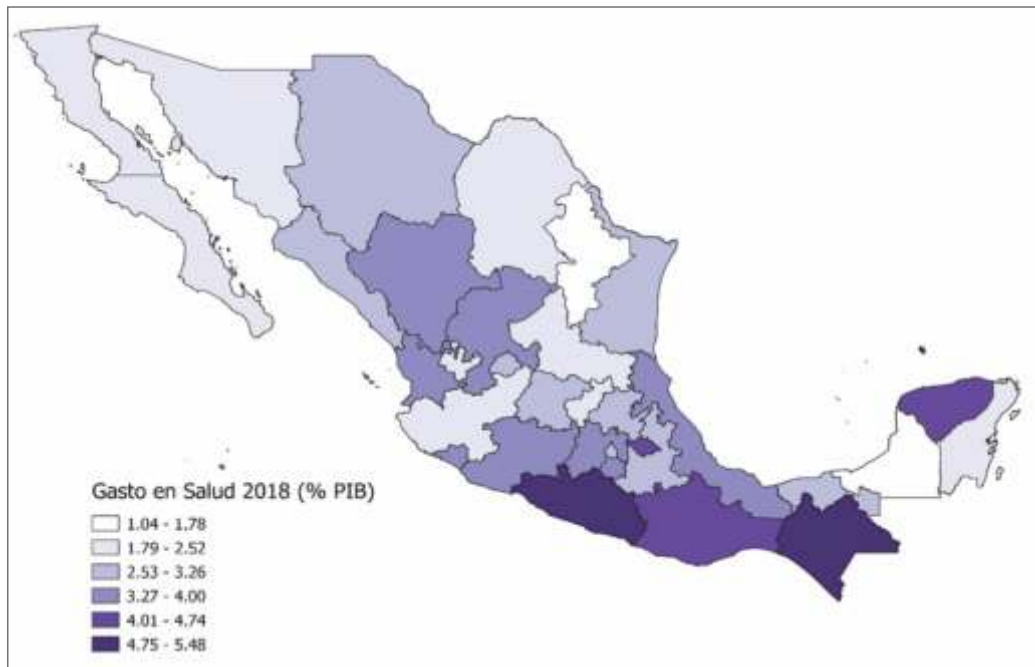 Gasto en Salud 2018 (% PIB)
1.04 - 1.78
1.79 - 2.52
2.53 - 3.26
3.27 - 4.00
4.01 - 4.74
4.75 - 5.48